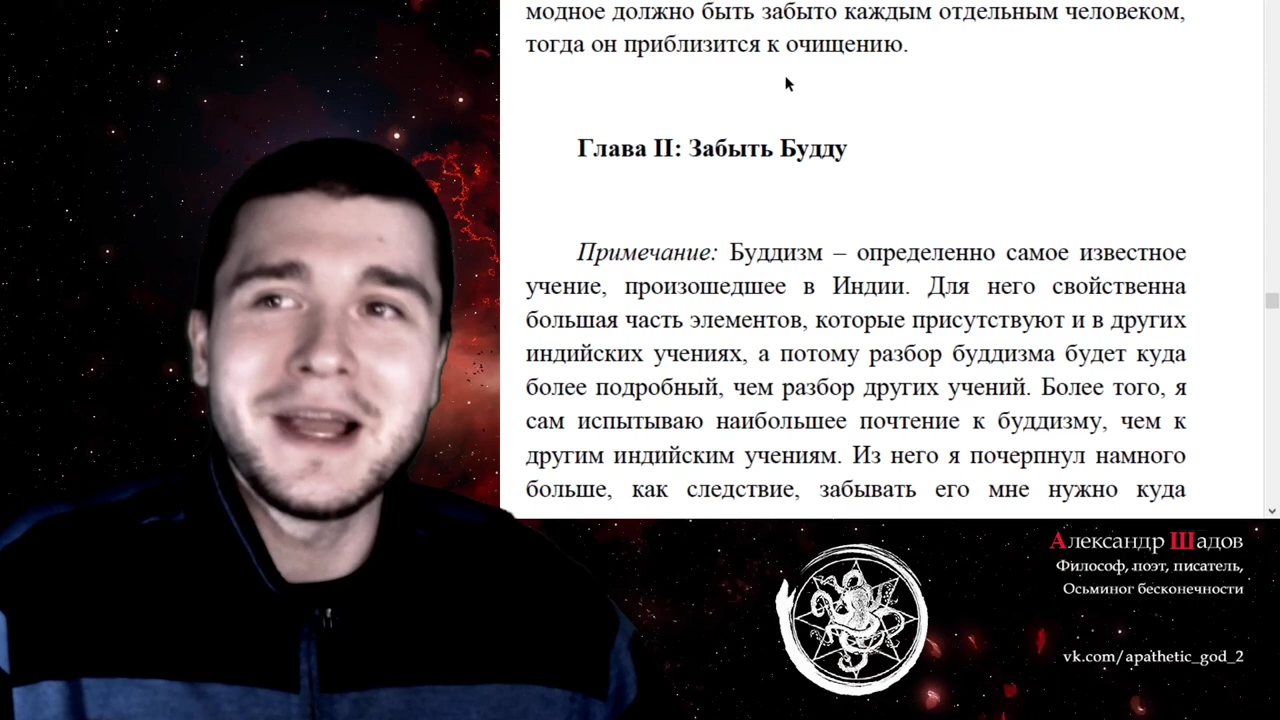 модное должно быть забыто каждым отдельным человеком,
тогда он приблизится к очищению.
Глава II: Забыть Будду
Примечание: Буддизм – определенно самое известное
учение, произошедшее в Индии. Для него свойственна
большая часть элементов, которые присутствуют и в других
индийских учениях, а потому разбор буддизма будет куда
более подробный, чем разбор других учений. Более того, я
сам испытываю наибольшее почтение к буддизму, чем к
другим индийским учениям. Из него я почерпнул намного
больше, как следствие, забывать его мне нужно куда
Александр Шадов
Философ, поэт, писатель,
Осьминог бесконечности
vk.com/apathetic_god_2